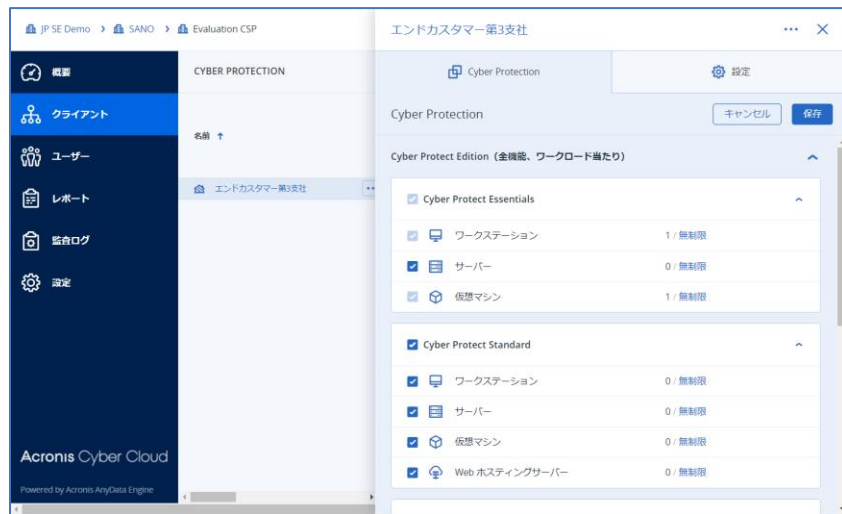 JP SE Demo > SANO > Evaluation CSP
概要
クライアント
ユーザー
レポート
監査ログ
設定
Acronis Cyber Cloud
Powered by Acronis AnyData Engine
CYBER PROTECTION
名前 ↑
エンドカスタマー第3支社
エンドカスタマー第3支社
Cyber Protection
設定
Cyber Protection
キャンセル
保存
Cyber Protect Edition（全機能、ワークロード当たり）
Cyber Protect Essentials
ワークステーション 1 / 無制限
サーバー 0 / 無制限
仮想マシン 1 / 無制限
Cyber Protect Standard
ワークステーション 0 / 無制限
サーバー 0 / 無制限
仮想マシン 0 / 無制限
Web ホスティングサーバー 0 / 無制限